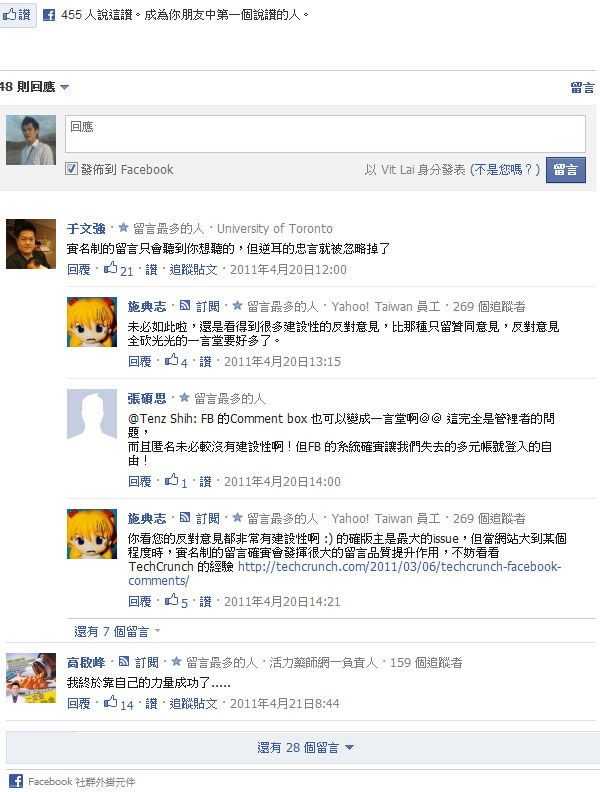 讚 455 人說這讚。成為你朋友中第一個說讚的人。
48 則回應 留言
回應
發佈到 Facebook 以 Vit Lai 身分發表 (不是您嗎？) 留言
于文強 · 留言最多的人 · University of Toronto
實名制的留言只會聽到你想聽的，但逆耳的忠言就被忽略掉了
回覆 · 21 · 讚 · 追蹤貼文 · 2011年4月20日12:00
施典志 · 訂閱 · 留言最多的人 · Yahoo! Taiwan 員工 · 269 個追蹤者
未必如此啦，還是看得到很多建設性的反對意見，比那種只留贊同意見，反對意見
全砍光光的一言堂要好多了。
回覆 · 4 · 讚 · 2011年4月20日13:15
張碩思 · 留言最多的人
@Tenz Shih: FB 的Comment box 也可以變成一言堂啊＠＠ 這完全是管裡者的問
題，
而且匿名未必較沒有建設性啊！但FB 的系統確實讓我們失去的多元帳號登入的自
由！
回覆 · 1 · 讚 · 2011年4月20日14:00
施典志 · 訂閱 · 留言最多的人 · Yahoo! Taiwan 員工 · 269 個追蹤者
你看您的反對意見都非常有建設性啊 :) 的確版主是最大的issue，但當網站大到某個
程度時，實名制的留言確實會發揮很大的留言品質提升作用，不妨看看
TechCrunch 的經驗 http://techcrunch.com/2011/03/06/techcrunch-facebook-
comments/
回覆 · 5 · 讚 · 2011年4月20日14:21
還有 7 個留言
高啟峰 · 訂閱 · 留言最多的人 · 活力藥師網一負責人 · 159 個追蹤者
我終於靠自己的力量成功了.....
回覆 · 14 · 讚 · 追蹤貼文 · 2011年4月21日8:44
還有 28 個留言
Facebook 社群外掛元件